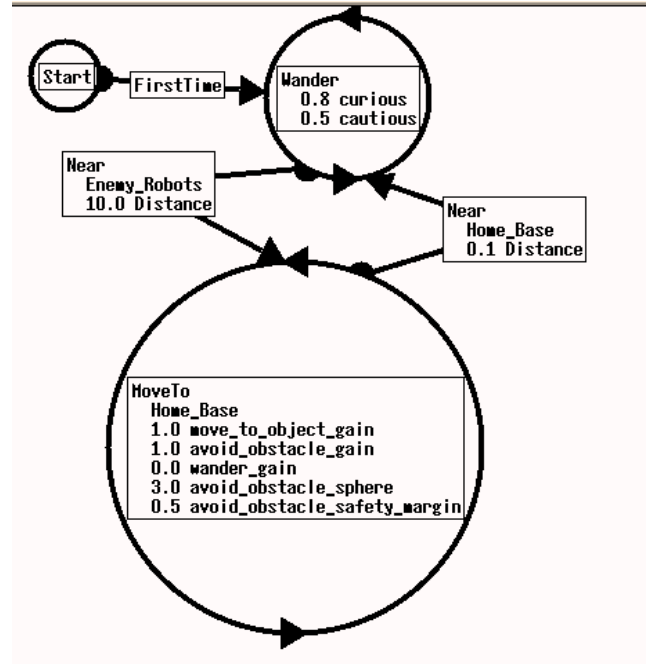 Start
FirstTime
Wander
0.8 curious
0.5 cautious
Near
Enemy_Robots
10.0 Distance
Near
Home_Base
0.1 Distance
MoveTo
Home_Base
1.0 move_to_object_gain
1.0 avoid_obstacle_gain
0.0 wander_gain
3.0 avoid_obstacle_sphere
0.5 avoid_obstacle_safety_margin